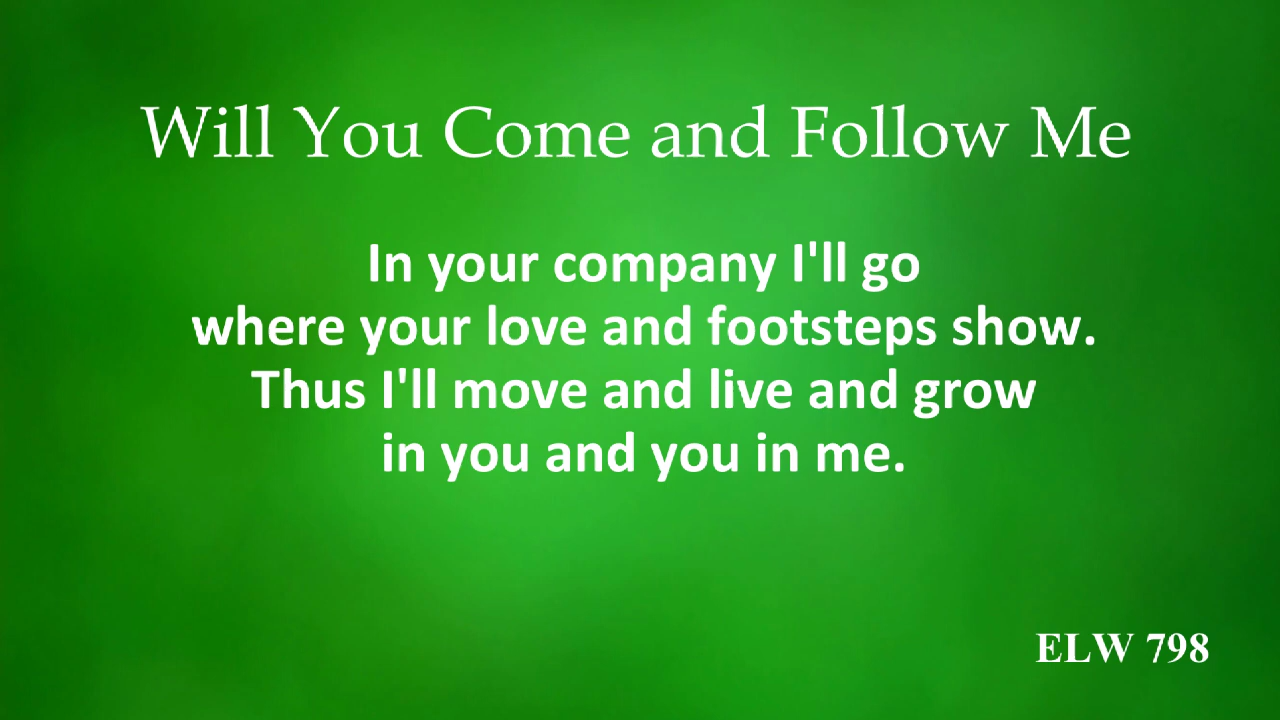 Will You Come and Follow Me
In your company I'll go
where your love and footsteps show.
Thus I'll move and live and grow
in you and you in me.
ELW 798